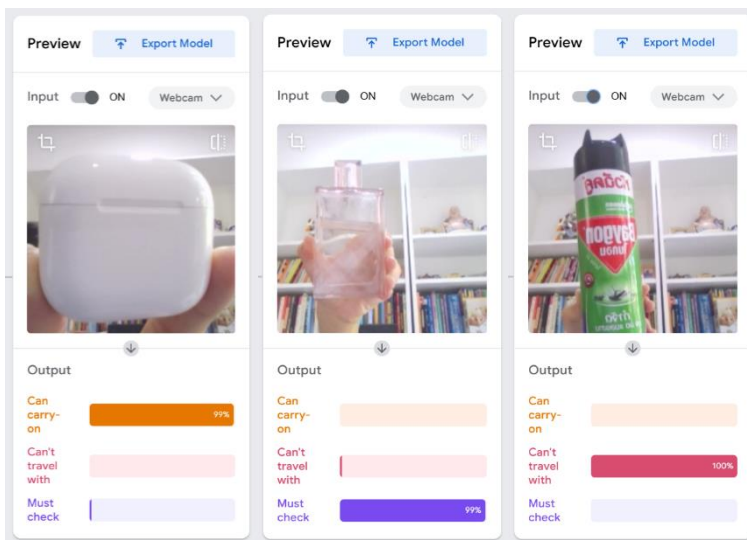 Preview
Export Model
Input
ON
Webcam
99%
Output
Can
carry-
on
99%
Can't
travel
with
Must
check
Preview
Export Model
Input
ON
Webcam
Output
Can
carry-
on
Can't
travel
with
Must
check
99%
Preview
Export Model
Input
ON
Webcam
Baygon
Output
Can
carry-
on
Can't
travel
with
100%
Must
check